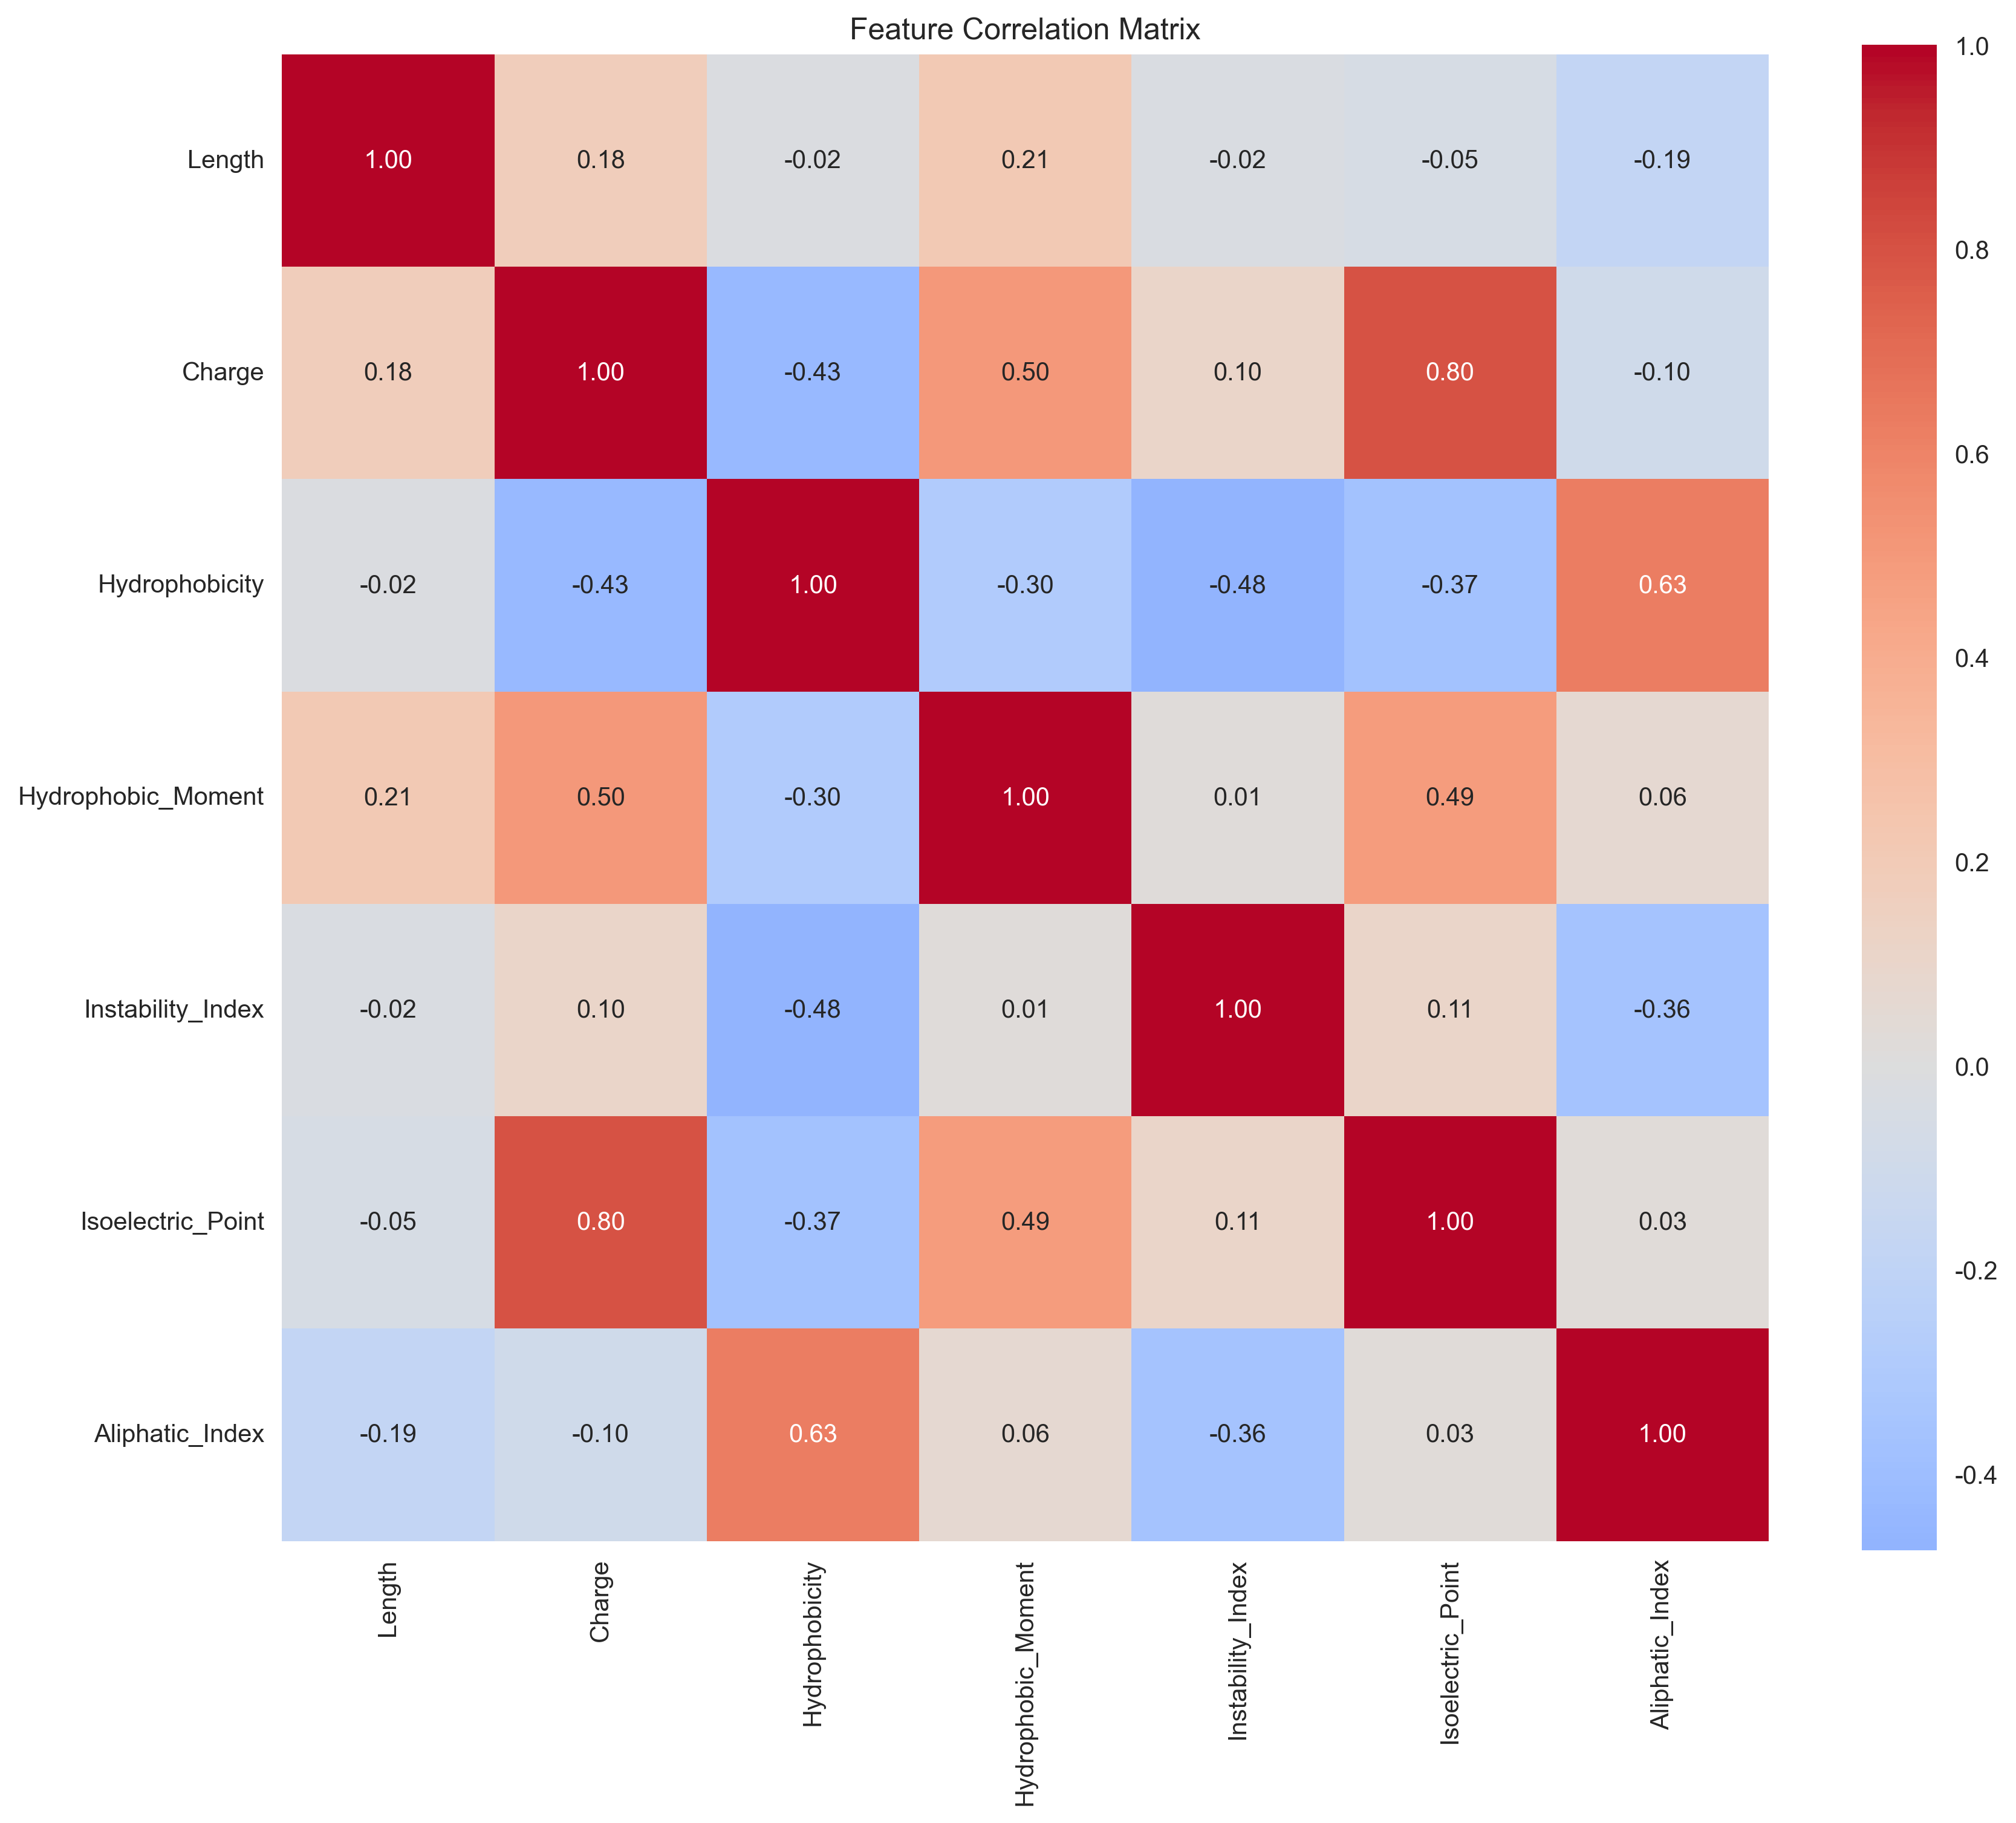 Feature Correlation Matrix
Length 1.00 0.18 -0.02 0.21 -0.02 -0.05 -0.19
Charge 0.18 1.00 -0.43 0.50 0.10 0.80 -0.10
Hydrophobicity -0.02 -0.43 1.00 -0.30 -0.48 -0.37 0.63
Hydrophobic_Moment 0.21 0.50 -0.30 1.00 0.01 0.49 0.06
Instability_Index -0.02 0.10 -0.48 0.01 1.00 0.11 -0.36
Isoelectric_Point -0.05 0.80 -0.37 0.49 0.11 1.00 0.03
Aliphatic_Index -0.19 -0.10 0.63 0.06 -0.36 0.03 1.00
Length
Charge
Hydrophobicity
Hydrophobic_Moment
Instability_Index
Isoelectric_Point
Aliphatic_Index
1.0
0.8
0.6
0.4
0.2
0.0
-0.2
-0.4